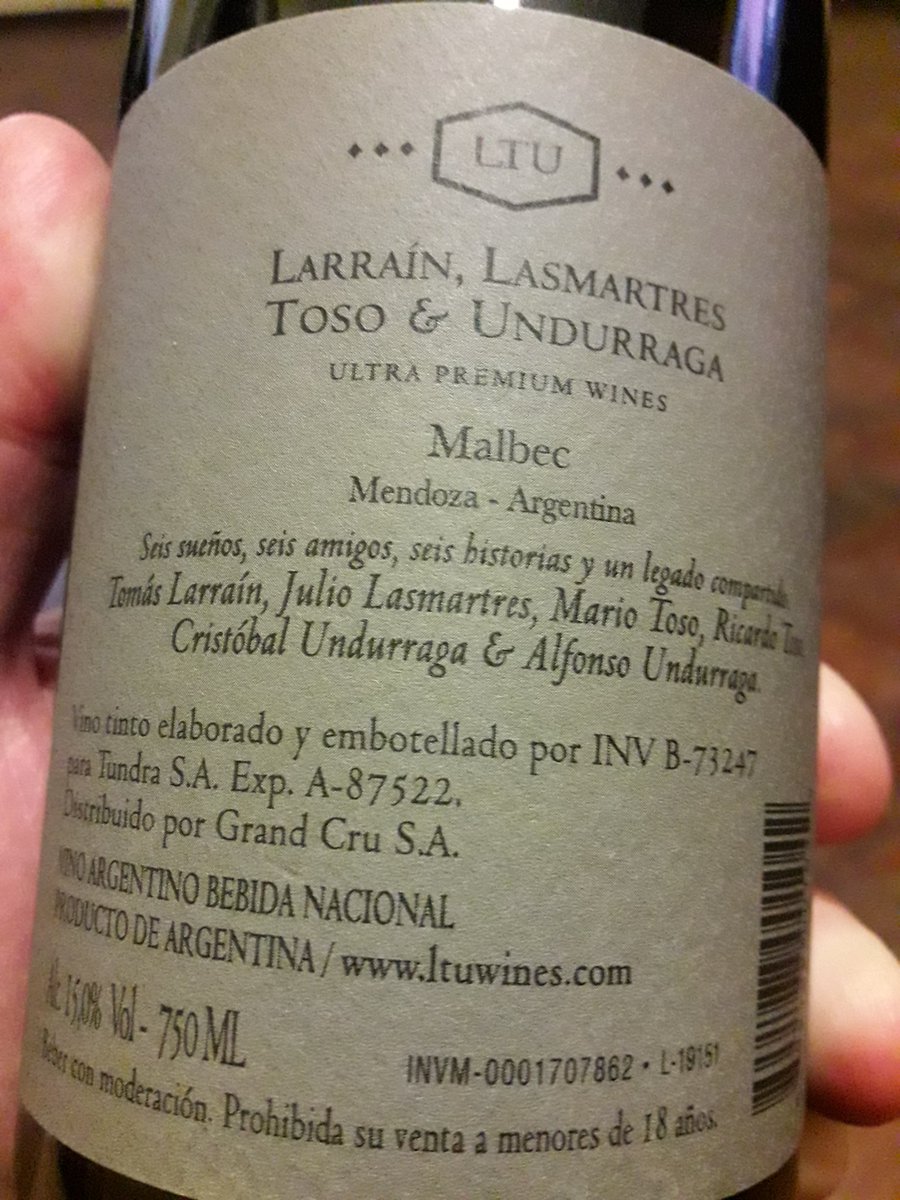 LTU
LARRAÍN, LASMARTRES
TOSO & UNDURRAGA
ULTRA PREMIUM WINES
Malbec
Mendoza - Argentina
Seis sueños, seis amigos, seis historias y un legado compartido.
Tomás Larraín, Julio Lasmartres, Mario Toso, Ricardo Toso,
Cristóbal Undurraga & Alfonso Undurraga.
Vino tinto elaborado y embotellado por INV B-73247
para Tundra S.A. Exp. A-87522.
Distribuido por Grand Cru S.A.
VINO ARGENTINO BEBIDA NACIONAL
PRODUCTO DE ARGENTINA / www.ltuwines.com
Alc 15,0% Vol - 750 ML
INVM-0001707862 • L-19151
Beber con moderación. Prohibida su venta a menores de 18 años.